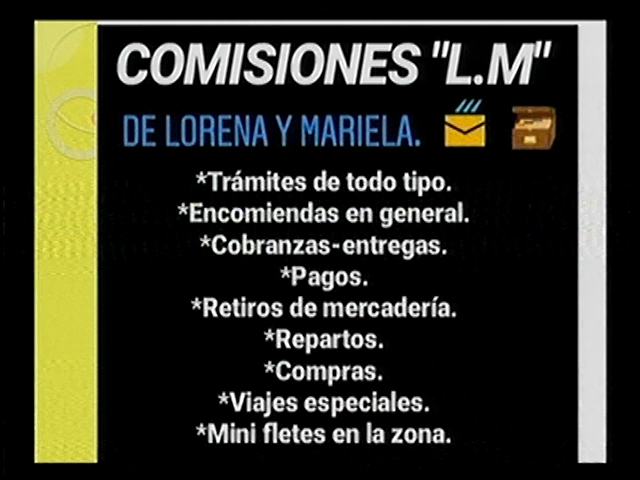 COMISIONES "L.M"
DE LORENA Y MARIELA.
*Trámites de todo tipo.
*Encomiendas en general.
*Cobranzas-entregas.
*Pagos.
*Retiros de mercadería.
*Repartos.
*Compras.
*Viajes especiales.
*Mini fletes en la zona.